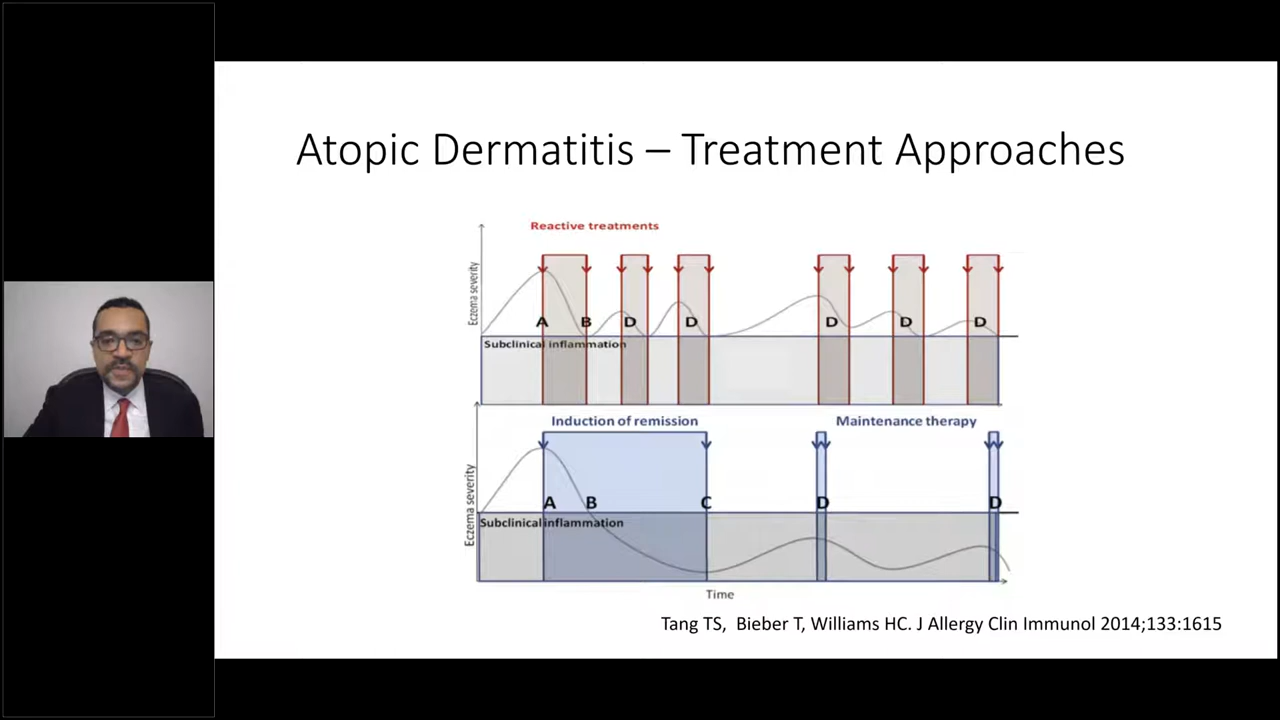 Atopic Dermatitis – Treatment Approaches
Reactive treatments
Eczema severity
A B D D D D D
Subclinical inflammation
Induction of remission Maintenance therapy
Eczema severity
A B C D D
Subclinical inflammation
Time
Tang TS, Bieber T, Williams HC. J Allergy Clin Immunol 2014;133:1615